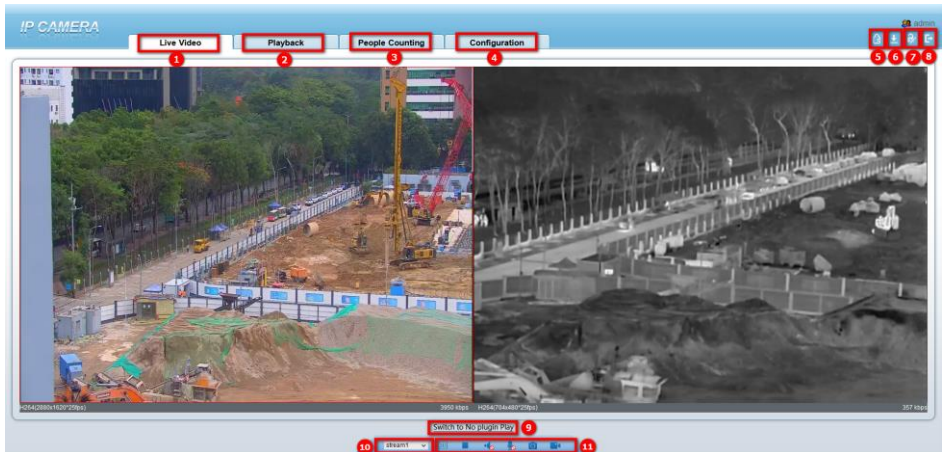 IP CAMERA
admin
Live Video
Playback
People Counting
Configuration
1
2
3
4
5
6
7
8
H264(2880x1620*25fps)
3950 kbps
H264(704x480*25fps)
357 kbps
Switch to No plugin Play
9
10
stream1
11